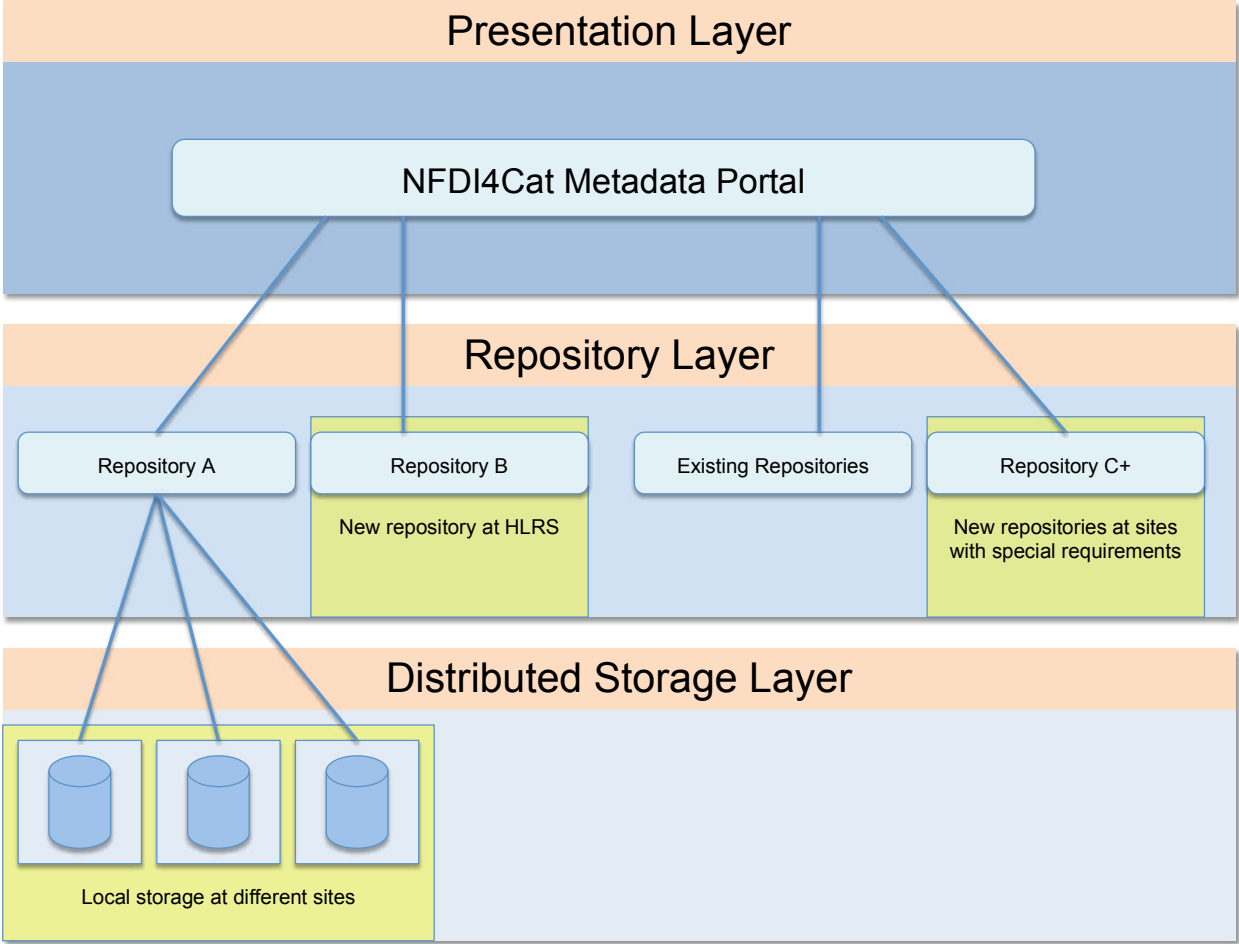 Presentation Layer
NFDI4Cat Metadata Portal
Repository Layer
Repository A
Repository B
Existing Repositories
Repository C+
New repository at HLRS
New repositories at sites
with special requirements
Distributed Storage Layer
Local storage at different sites